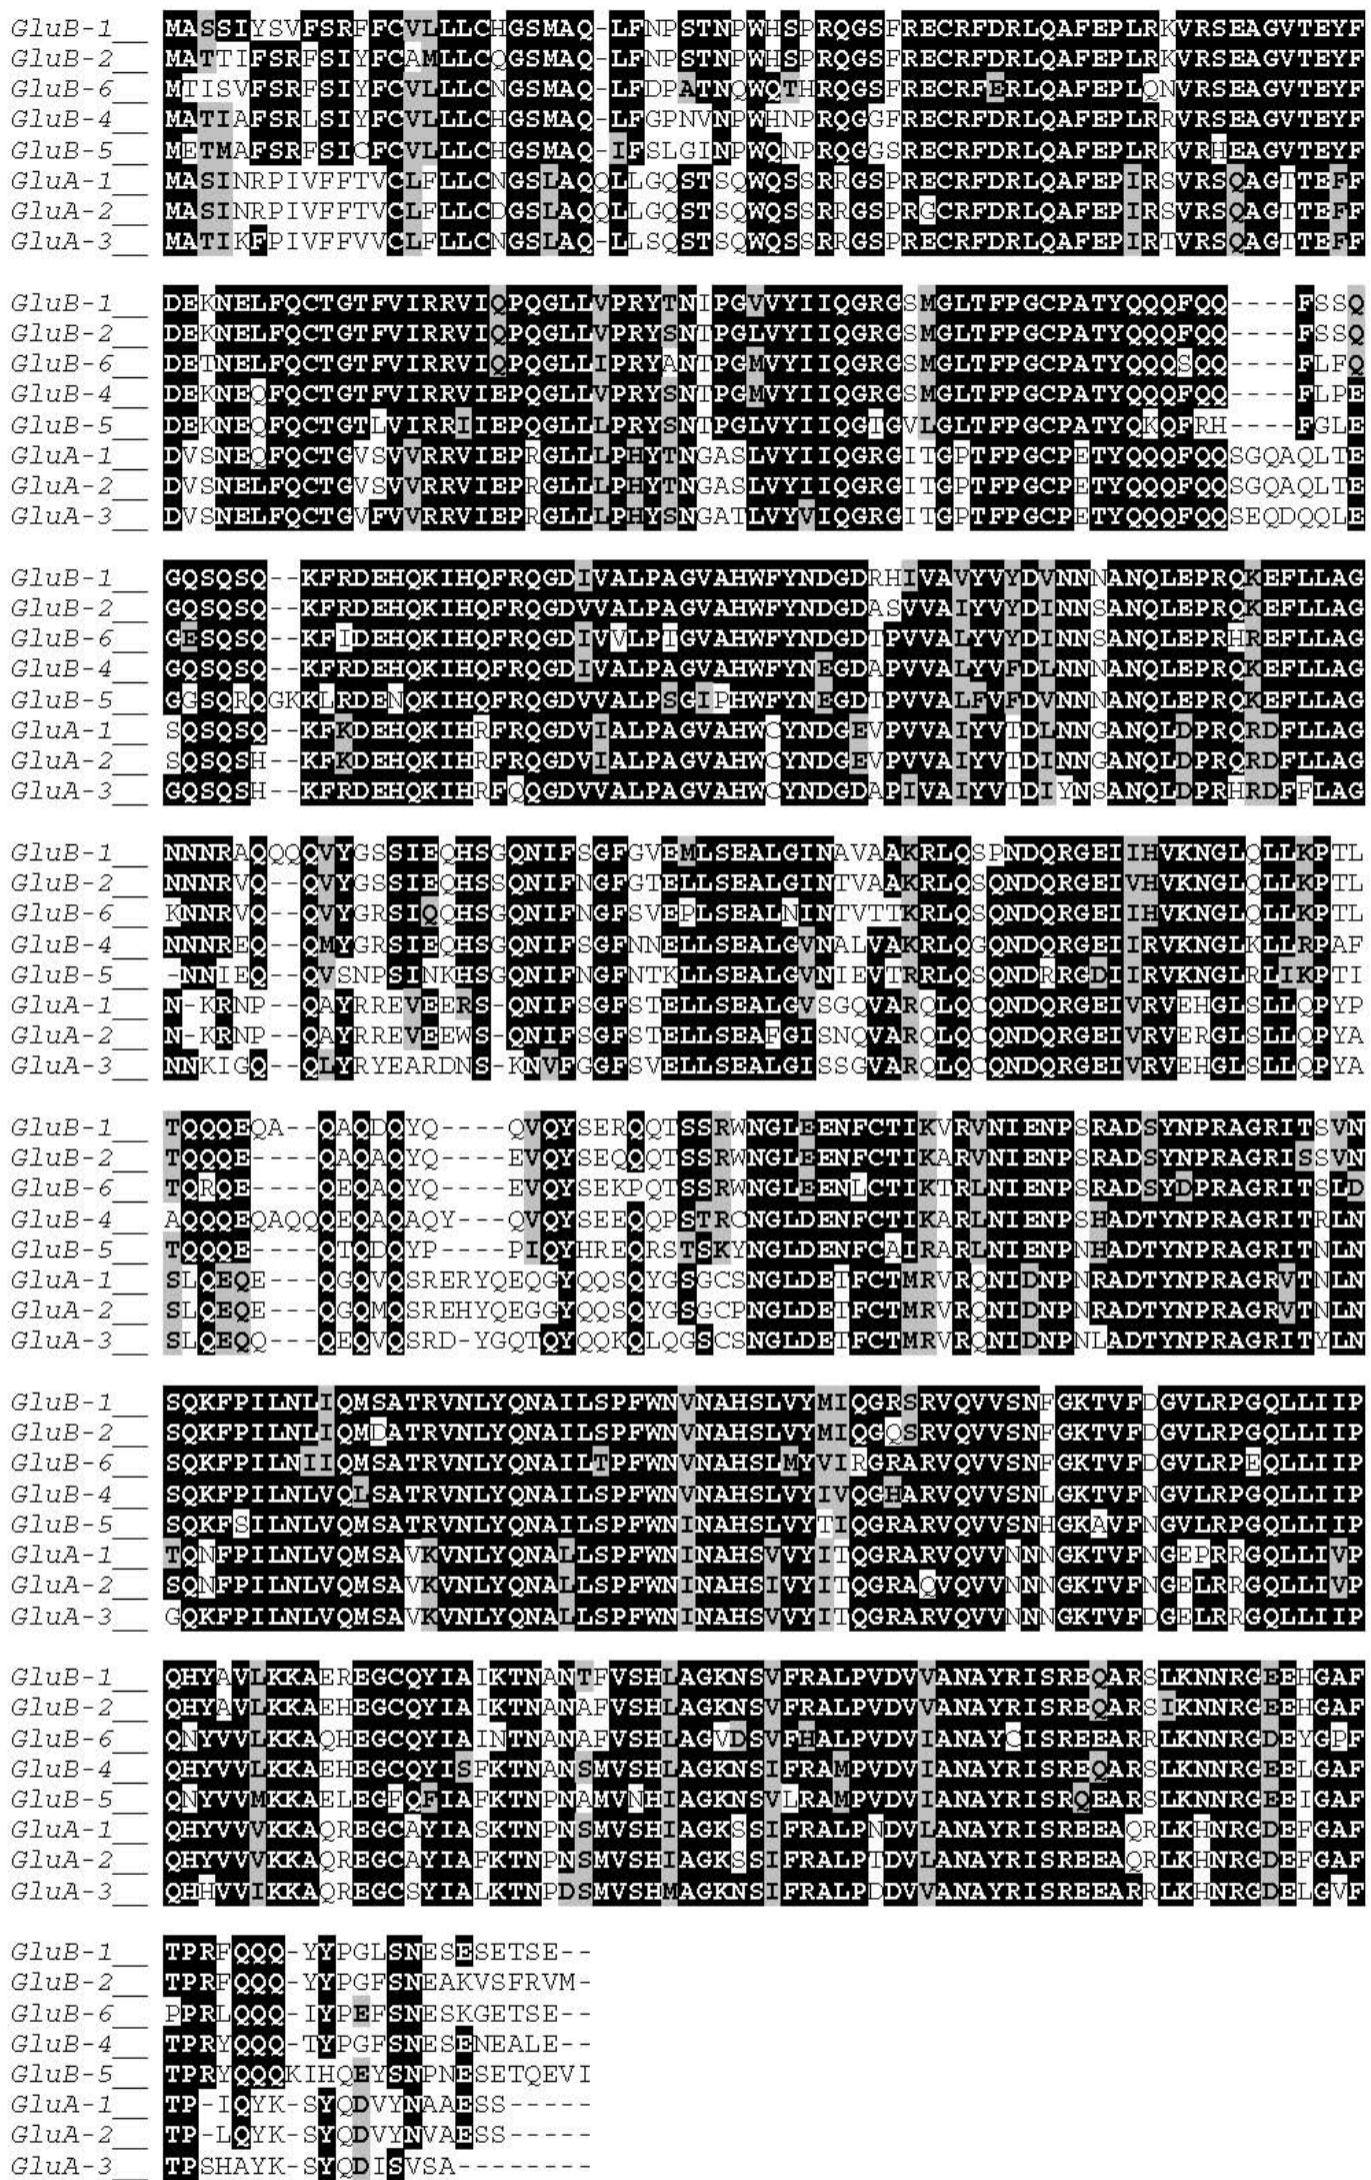 GluB-1__ MASSIYSVFSRFFCVLLLCHGSMAQ-LFNPSTNPWHSPRQGSFRECRFDRLQAFEPLRKVRSEAGVTEYF
GluB-2__ MATTIFSRFSIYFCAMLLCQGSMAQ-LFNPSTNPWHSPRQGSFRECRFDRLQAFEPLRKVRSEAGVTEYF
GluB-6__ MTISVFSRFSIYFCVLLLCNGSMAQ-LFDPATNQWQTHRQGSFRECRFERLQAFEPLQNVRSEAGVTEYF
GluB-4__ MATIAFSRLSIYFCVLLLCHGSMAQ-LFGPNVNPWHNPRQGGFRECRFDRLQAFEPLRRVRSEAGVTEYF
GluB-5__ METMAFSRFSICFCVLLLCHGSMAQ-IFSLGINPWQNPRQGGSRECRFDRLQAFEPLRKVRHEAGVTEYF
GluA-1__ MASINRPIVFFTVCLFLLCNGSLAQQLLGQSTSQWQSSRRGSPRECRFDRLQAFEPIRSVRSQAGTTEFF
GluA-2__ MASINRPIVFFTVCLFLLCDGSLAQQLLGQSTSQWQSSRRGSPRGCRFDRLQAFEPIRSVRSQAGTTEFF
GluA-3__ MATIKFPIVFFVVCLFLLCNGSLAQ-LLSQSTSQWQSSRRGSPRECRFDRLQAFEPIRTVRSQAGTTEFF
GluB-1__ DEKNELFQCTGTFVIRRVIQPQGLLVPRYTNIPGVVYIIQGRGSMGLTFPGCPATYQQQFQQ----FSSQ
GluB-2__ DEKNELFQCTGTFVIRRVIQPQGLLVPRYSNTPGLVYIIQGRGSMGLTFPGCPATYQQQFQQ----FSSQ
GluB-6__ DETNELFQCTGTFVIRRVIQPQGLLIPRYANTPGMVYIIQGRGSMGLTFPGCPATYQQQSQQ----FLFQ
GluB-4__ DEKNEQFQCTGTFVIRRVIEPQGLLVPRYSNTPGMVYIIQGRGSMGLTFPGCPATYQQQFQQ----FLPE
GluB-5__ DEKNEQFQCTGTLVIRRIIEPQGLLLPRYSNTPGLVYIIQGTGVLGLTFPGCPATYQKQFRH----FGLE
GluA-1__ DVSNEQFQCTGVSVVRRVIEPRGLLLPHYTNGASLVYIIQGRGITGPTFPGCPETYQQQFQQSGQAQLTE
GluA-2__ DVSNELFQCTGVSVVRRVIEPRGLLLPHYTNGASLVYIIQGRGITGPTFPGCPETYQQQFQQSGQAQLTE
GluA-3__ DVSNELFQCTGVFVVRRVIEPRGLLLPHYSNGATLVYVIQGRGITGPTFPGCPETYQQQFQQSEQDQQLE
GluB-1__ GQSQSQ--KFRDEHQKIHQFRQGDIVALPAGVAHWFYNDGDRHIVAVYVYDVNNNANQLEPRQKEFLLAG
GluB-2__ GQSQSQ--KFRDEHQKIHQFRQGDVVALPAGVAHWFYNDGDASVVAIYVYDINNSANQLEPRQKEFLLAG
GluB-6__ GESQSQ--KFIDEHQKIHQFRQGDIVVLPTGVAHWFYNDGDTPVVALYVYDINNSANQLEPRHREFLLAG
GluB-4__ GQSQSQ--KFRDEHQKIHQFRQGDIVALPAGVAHWFYNEGDAPVVALYVFDLNNNANQLEPRQKEFLLAG
GluB-5__ GGSQRQGKKLRDENQKIHQFRQGDVVALPSGIPHWFYNEGDTPVVALFVFDVNNNANQLEPRQKEFLLAG
GluA-1__ SQSQSQ--KFKDEHQKIHRFRQGDVIALPAGVAHWCYNDGEVPVVAIYVTDLNNGANQLDPRQRDFLLAG
GluA-2__ SQSQSH--KFKDEHQKIHRFRQGDVIALPAGVAHWCYNDGEVPVVAIYVTDINNGANQLDPRQRDFLLAG
GluA-3__ GQSQSH--KFRDEHQKIHRFQQGDVVALPAGVAHWCYNDGDAPIVAIYVTDIYNSANQLDPRHRDFFLAG
GluB-1__ NNNRAQQQQVYGSSIEQHSGQNIFSGFGVEMLSEALGINAVAAKRLQSPNDQRGEIIHVKNGLQLLKPTL
GluB-2__ NNNRVQ--QVYGSSIEQHSSQNIFNGFGTELLSEALGINTVAAKRLQSQNDQRGEIVHVKNGLQLLKPTL
GluB-6__ KNNRVQ--QVYGRSIQQHSGQNIFNGFSVEPLSEALNINTVTTKRLQSQNDQRGEIIHVKNGLQLLKPTL
GluB-4__ NNNREQ--QMYGRSIEQHSGQNIFSGFNNELLSEALGVNALVAKRLQGQNDQRGEIIRVKNGLKLLRPAF
GluB-5__ -NNIEQ--QVSNPSINKHSGQNIFNGFNTKLLSEALGVNIEVTRRLQSQNDRRGDIIRVKNGLRLIKPTI
GluA-1__ N-KRNP--QAYRREVEERS-QNIFSGFSTELLSEALGVSGQVARQLQCQNDQRGEIVRVEHGLSLLQPYP
GluA-2__ N-KRNP--QAYRREVEEWS-QNIFSGFSTELLSEAFGISNQVARQLQCQNDQRGEIVRVERGLSLLQPYA
GluA-3__ NNKIGQ--QLYRYEARDNS-KNVFGGFSVELLSEALGISSGVARQLQCQNDQRGEIVRVEHGLSLLQPYA
GluB-1__ TQQQEQA--QAQDQYQ----QVQYSERQQTSSRWNGLEENFCTIKVRVNIENPSRADSYNPRAGRITSVN
GluB-2__ TQQQE----QAQAQYQ----EVQYSEQQQTSSRWNGLEENFCTIKARVNIENPSRADSYNPRAGRISSVN
GluB-6__ TQRQE----QEQAQYQ----EVQYSEKPQTSSRWNGLEENLCTIKTRLNIENPSRADSYDPRAGRITSLD
GluB-4__ AQQQEQAQQQEQAQAQY---QVQYSEEQQPSTRCNGLDENFCTIKARLNIENPSHADTYNPRAGRITRLN
GluB-5__ TQQQE----QTQDQYP----PIQYHREQRSTSKYNGLDENFCAIRARLNIENPNHADTYNPRAGRITNLN
GluA-1__ SLQEQE---QGQVQSRERYQEQGYQQSQYGSGCSNGLDETFCTMRVRQNIDNPNRADTYNPRAGRVTNLN
GluA-2__ SLQEQE---QGQMQSREHYQEGGYQQSQYGSGCPNGLDETFCTMRVRQNIDNPNRADTYNPRAGRVTNLN
GluA-3__ SLQEQQ---QEQVQSRD-YGQTQYQQKQLQGSCSNGLDETFCTMRVRQNIDNPNLADTYNPRAGRITYLN
GluB-1__ SQKFPILNLIQMSATRVNLYQNAILSPFWNVNAHSLVYMIQGRSRVQVVSNFGKTVFDGVLRPGQLLIIP
GluB-2__ SQKFPILNLIQMDATRVNLYQNAILSPFWNVNAHSLVYMIQGQSRVQVVSNFGKTVFDGVLRPGQLLIIP
GluB-6__ SQKFPILNIIQMSATRVNLYQNAILTPFWNVNAHSLMYVIRGRARVQVVSNFGKTVFDGVLRPEQLLIIP
GluB-4__ SQKFPILNLVQLSATRVNLYQNAILSPFWNVNAHSLVYIVQGHARVQVVSNLGKTVFNGVLRPGQLLIIP
GluB-5__ SQKFSILNLVQMSATRVNLYQNAILSPFWNINAHSLVYTIQGRARVQVVSNHGKAVFNGVLRPGQLLIIP
GluA-1__ TQNFPILNLVQMSAVKVNLYQNALLSPFWNINAHSVVYITQGRARVQVVNNNGKTVFNGEPRRGQLLIVP
GluA-2__ SQNFPILNLVQMSAVKVNLYQNALLSPFWNINAHSIVYITQGRAQVQVVNNNGKTVFNGELRRGQLLIVP
GluA-3__ GQKFPILNLVQMSAVKVNLYQNALLSPFWNINAHSVVYITQGRARVQVVNNNGKTVFDGELRRGQLLIIP
GluB-1__ QHYAVLKKAEREGCQYIAIKTNANTFVSHLAGKNSVFRALPVDVVANAYRISREQARSLKNNRGEEHGAF
GluB-2__ QHYAVLKKAEHEGCQYIAIKTNANAFVSHLAGKNSVFRALPVDVVANAYRISREQARSIKNNRGEEHGAF
GluB-6__ QNYVVLKKAQHEGCQYIAINTNANAFVSHLAGVDSVFHALPVDVIANAYCISREEARRLKNNRGDEYGPF
GluB-4__ QHYVVLKKAEHEGCQYISFKTNANSMVSHLAGKNSIFRAMPVDVIANAYRISREQARSLKNNRGEELGAF
GluB-5__ QNYVVMKKAELEGFQFIAFKTNPNAMVNHIAGKNSVLRAMPVDVIANAYRISRQEARSLKNNRGEEIGAF
GluA-1__ QHYVVVKKAQREGCAYIASKTNPNSMVSHIAGKSSIFRALPNDVLANAYRISREEAQRLKHNRGDEFGAF
GluA-2__ QHYVVVKKAQREGCAYIAFKTNPNSMVSHIAGKSSIFRALPTDVLANAYRISREEAQRLKHNRGDEFGAF
GluA-3__ QHHVVIKKAQREGCSYIALKTNPDSMVSHMAGKNSIFRALPDDVVANAYRISREEARRLKHNRGDELGVF
GluB-1__ TPRFQQQ-YYPGLSNESESETSE--
GluB-2__ TPRFQQQ-YYPGFSNEAKVSFRVM-
GluB-6__ PPRLQQQ-IYPEFSNESKGETSE--
GluB-4__ TPRYQQQ-TYPGFSNESENEALE--
GluB-5__ TPRYQQQKIHQEYSNPNESETQEVI
GluA-1__ TP-IQYK-SYQDVYNAAESS-----
GluA-2__ TP-LQYK-SYQDVYNVAESS-----
GluA-3__ TPSHAYK-SYQDISVSA--------